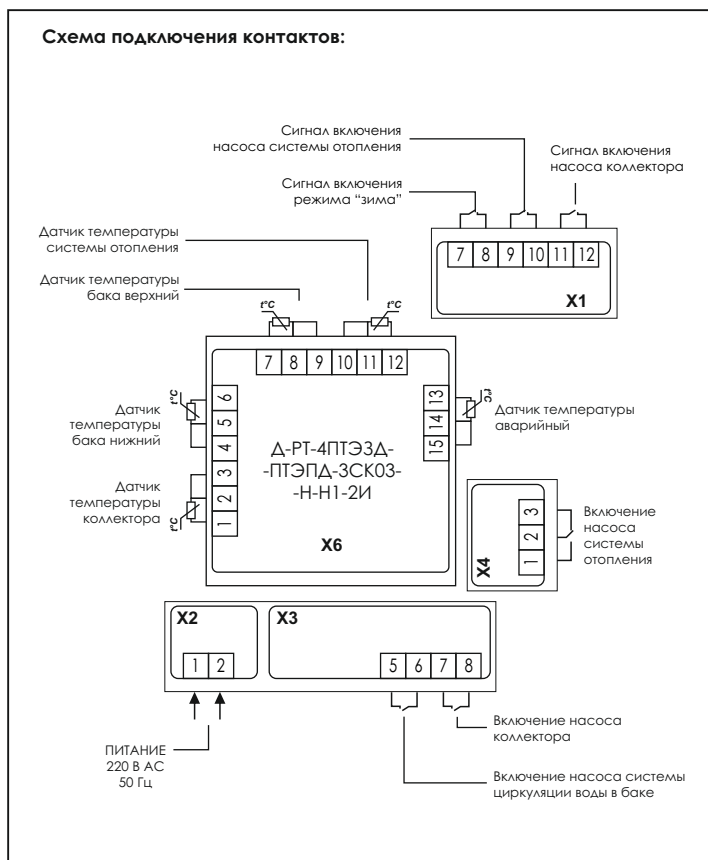 Схема подключения контактов:
Сигнал включения
насоса системы отопления
Сигнал включения
насоса коллектора
Сигнал включения
режима “зима”
7 8 9 10 11 12
X1
Датчик температуры
системы отопления
Датчик температуры
бака верхний
t°C
t°C
7 8 9 10 11 12
Датчик
температуры
бака нижний
t°C
6
5
4
3
2
1
Датчик
температуры
коллектора
t°C
13
14
15
t°C
Датчик температуры
аварийный
Д-РТ-4ПТЭ3Д-
-ПТЭПД-3СК03-
-Н-Н1-2И
X6
X4
3
2
1
Включение
насоса
системы
отопления
X2
1 2
X3
5 6 7 8
ПИТАНИЕ
220 В АС
50 Гц
Включение насоса
коллектора
Включение насоса системы
циркуляции воды в баке